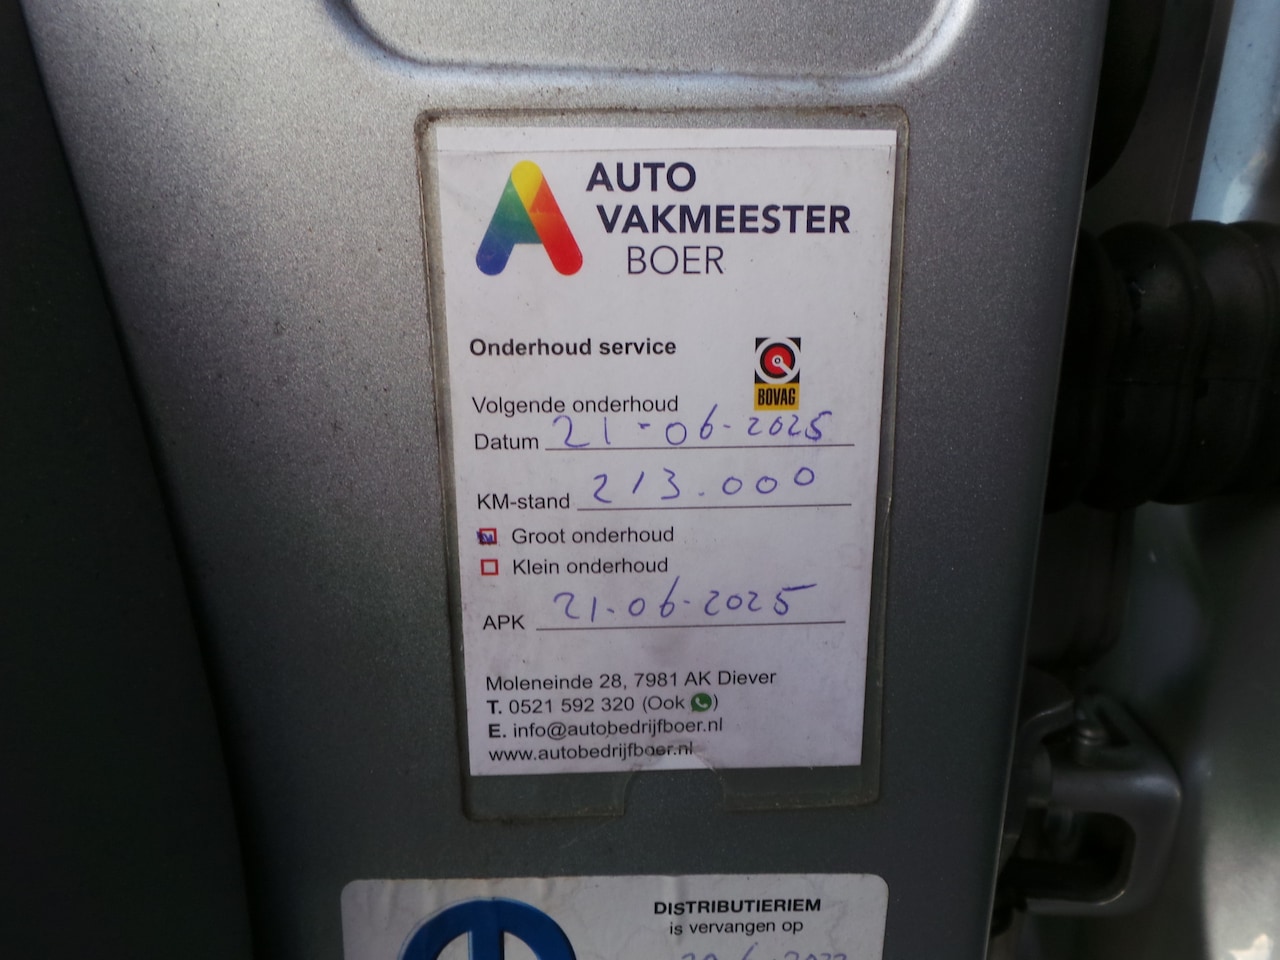 AUTO
VAKMEESTER
BOER
Onderhoud service
BOVAG
Volgende onderhoud
Datum 21-06-2025
KM-stand 213.000
Groot onderhoud
Klein onderhoud
APK 21-06-2025
Moleneinde 28, 7981 AK Diever
T. 0521 592 320 (Ook )
E. info@autobedrijfboer.nl
www.autobedrijfboer.nl
DISTRIBUTIERIEM
is vervangen op